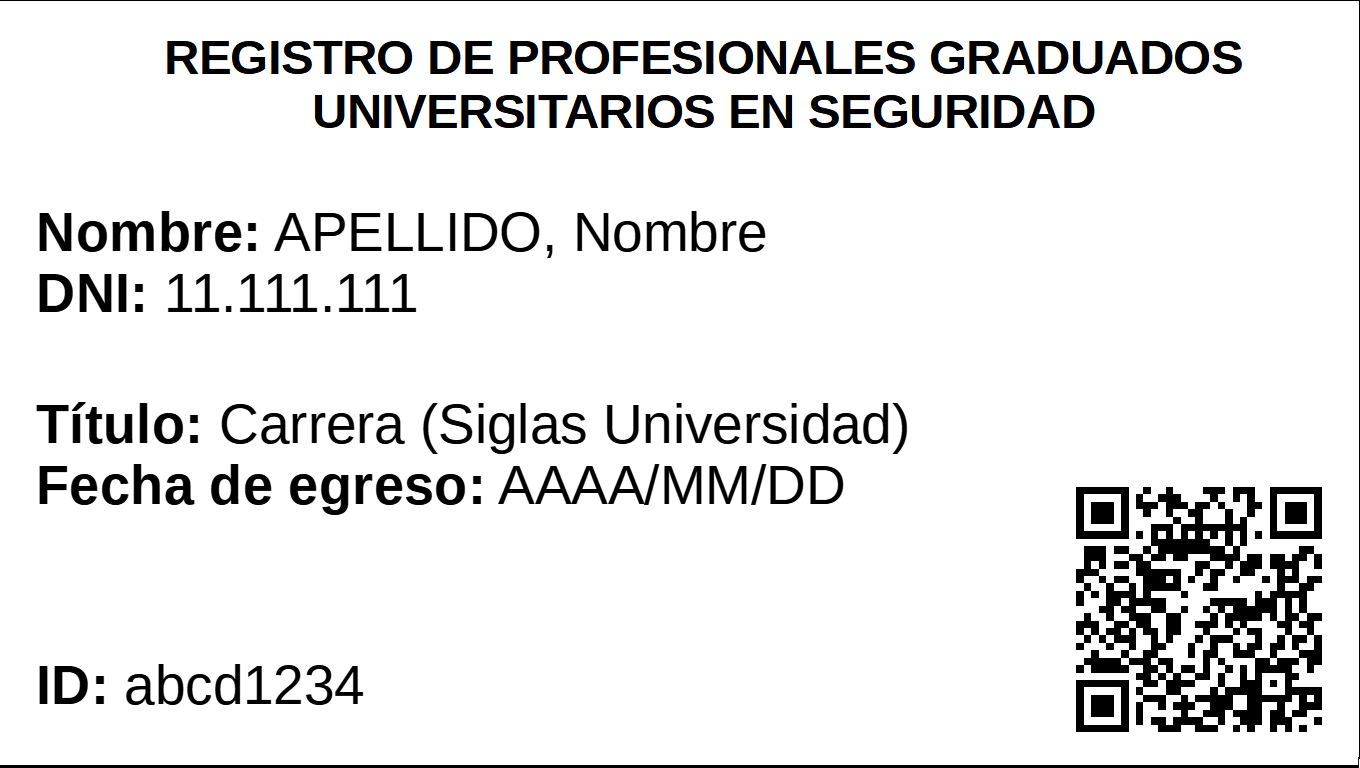 REGISTRO DE PROFESIONALES GRADUADOS
UNIVERSITARIOS EN SEGURIDAD
Nombre: APELLIDO, Nombre
DNI: 11.111.111
Título: Carrera (Siglas Universidad)
Fecha de egreso: AAAA/MM/DD
ID: abcd1234